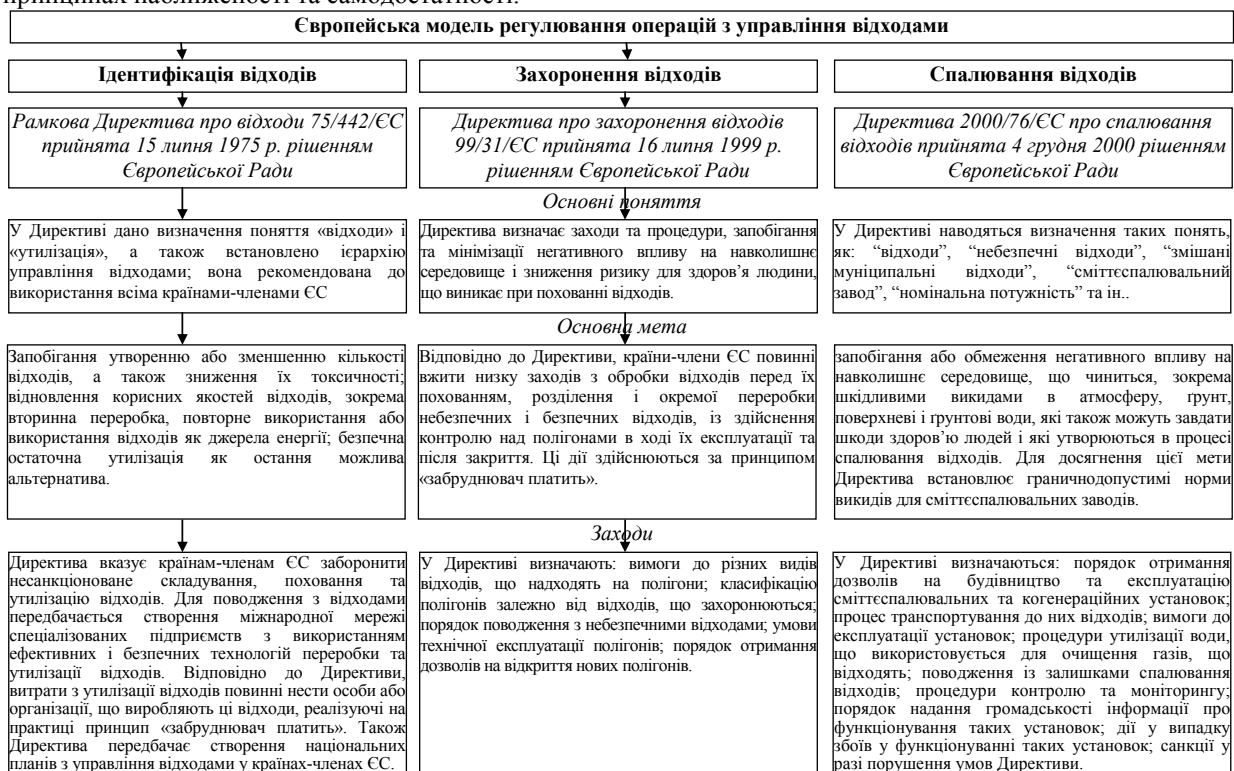 принципах наближеності та самодостатності.
Європейська модель регулювання операцій з управління відходами
Ідентифікація відходів
Захоронення відходів
Спалювання відходів
Рамкова Директива про відходи 75/442/ЄС
прийнята 15 липня 1975 р. рішенням
Європейської Ради
Директива про захоронення відходів
99/31/ЄС прийнята 16 липня 1999 р.
рішенням Європейської Ради
Директива 2000/76/ЄС про спалювання
відходів прийнята 4 грудня 2000 рішенням
Європейської Ради
Основні поняття
У Директиві дано визначення поняття «відходи» і
«утилізація», а також встановлено ієрархію
управління відходами; вона рекомендована до
використання всіма країнами-членами ЄС
Директива визначає заходи та процедури, запобігання
та мінімізації негативного впливу на навколишнє
середовище і зниження ризику для здоров’я людини,
що виникає при похованні відходів.
У Директиві наводяться визначення таких понять,
як: “відходи”, “небезпечні відходи”, “змішані
муніципальні відходи”, “сміттєспалювальний
завод”, “номінальна потужність” та ін..
Основна мета
Запобігання утворенню або зменшенню кількості
відходів, а також зниження їх токсичності;
відновлення корисних якостей відходів, зокрема
вторинна переробка, повторне використання або
використання відходів як джерела енергії; безпечна
остаточна утилізація як остання можлива
альтернатива.
Відповідно до Директиви, країни-члени ЄС повинні
вжити низку заходів з обробки відходів перед їх
похованням, розділення і окремої переробки
небезпечних і безпечних відходів, із здійснення
контролю над полігонами в ході їх експлуатації та
після закриття. Ці дії здійснюються за принципом
«забруднювач платить».
запобігання або обмеження негативного впливу на
навколишнє середовище, що чиниться, зокрема
шкідливими викидами в атмосферу, ґрунт,
поверхневі і ґрунтові води, які також можуть завдати
шкоди здоров’ю людей і які утворюються в процесі
спалювання відходів. Для досягнення цієї мети
Директива встановлює граничнодопустимі норми
викидів для сміттєспалювальних заводів.
Заходи
Директива вказує країнам-членам ЄС заборонити
несанкціоноване складування, поховання та
утилізацію відходів. Для поводження з відходами
передбачається створення міжнародної мережі
спеціалізованих підприємств з використанням
ефективних і безпечних технологій переробки та
утилізації відходів. Відповідно до Директиви,
витрати з утилізації відходів повинні нести особи або
організації, що виробляють ці відходи, реалізуючі на
практиці принцип «забруднювач платить». Також
Директива передбачає створення національних
планів з управління відходами у країнах-членах ЄС.
У Директиві визначають: вимоги до різних видів
відходів, що надходять на полігони; класифікацію
полігонів залежно від відходів, що захоронюються;
порядок поводження з небезпечними відходами; умови
технічної експлуатації полігонів; порядок отримання
дозволів на відкриття нових полігонів.
У Директиві визначаються: порядок отримання
дозволів на будівництво та експлуатацію
сміттєспалювальних та когенераційних установок;
процес транспортування до них відходів; вимоги до
експлуатації установок; процедури утилізації води,
що використовується для очищення газів, що
відходять; поводження із залишками спалювання
відходів; процедури контролю та моніторингу;
порядок надання громадськості інформації про
функціонування таких установок; дії у випадку
збоїв у функціонуванні таких установок; санкції у
разі порушення умов Директиви.